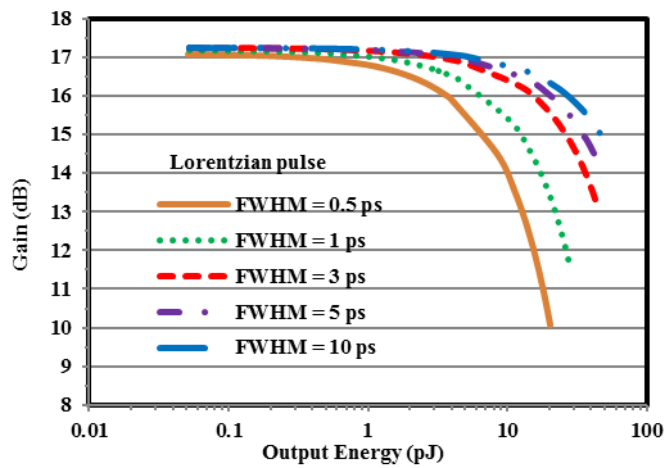 18
17
16
15
14
13
12
11
10
9
8
Gain (dB)
Lorentzian pulse
FWHM = 0.5 ps
FWHM = 1 ps
FWHM = 3 ps
FWHM = 5 ps
FWHM = 10 ps
0.01
0.1
1
10
100
Output Energy (pJ)